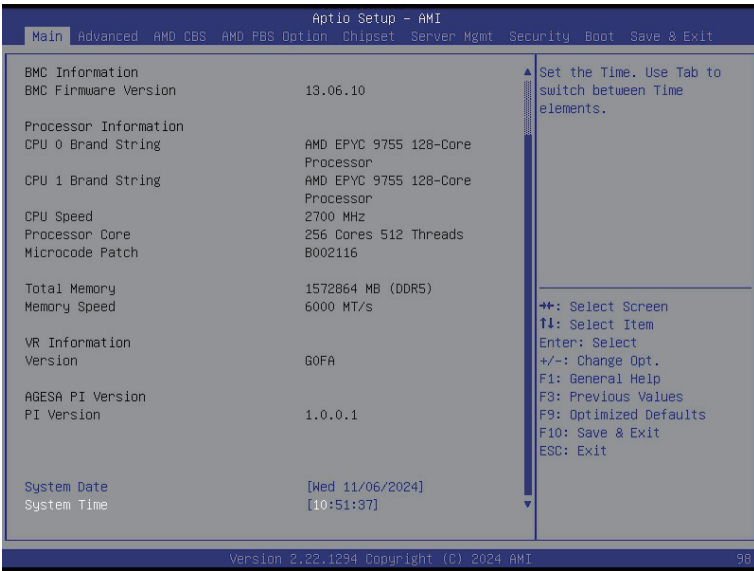 Aptio Setup – AMI
Main Advanced AMD CBS AMD PBS Option Chipset Server Mgmt Security Boot Save & Exit
BMC Information
BMC Firmware Version 13.06.10
Processor Information
CPU 0 Brand String AMD EPYC 9755 128-Core
Processor
CPU 1 Brand String AMD EPYC 9755 128-Core
Processor
CPU Speed 2700 MHz
Processor Core 256 Cores 512 Threads
Microcode Patch B002116
Total Memory 1572864 MB (DDR5)
Memory Speed 6000 MT/s
VR Information
Version G0FA
AGESA PI Version
PI Version 1.0.0.1
System Date [Wed 11/06/2024]
System Time [10:51:37]
Set the Time. Use Tab to
switch between Time
elements.
→←: Select Screen
↑↓: Select Item
Enter: Select
+/-: Change Opt.
F1: General Help
F3: Previous Values
F9: Optimized Defaults
F10: Save & Exit
ESC: Exit
Version 2.22.1294 Copyright (C) 2024 AMI
98